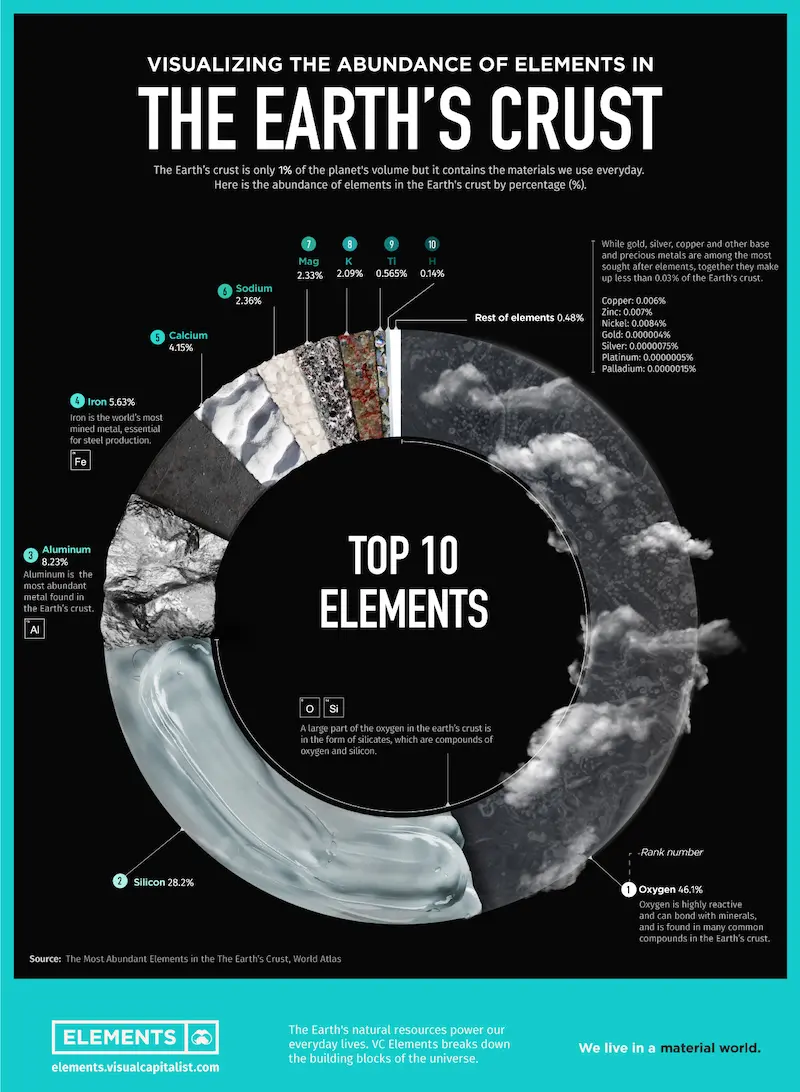 VISUALIZING THE ABUNDANCE OF ELEMENTS IN
THE EARTH'S CRUST
The Earth's crust is only 1% of the planet's volume but it contains the materials we use everyday.
Here is the abundance of elements in the Earth's crust by percentage (%).
7
Mag
2.33%
8
K
2.09%
9
Ti
0.565%
10
H
0.14%
While gold, silver, copper and other base
and precious metals are among the most
sought after elements, together they make
up less than 0.03% of the Earth's crust.
Copper: 0.006%
Zinc: 0.007%
Nickel: 0.0084%
Gold: 0.000004%
Silver: 0.0000075%
Platinum: 0.0000005%
Palladium: 0.0000015%
6 Sodium
2.36%
Rest of elements 0.48%
5 Calcium
4.15%
4 Iron 5.63%
Iron is the world's most
mined metal, essential
for steel production.
Fe
TOP 10
ELEMENTS
3 Aluminum
8.23%
Aluminum is the
most abundant
metal found in
the Earth's crust.
Al
O Si
A large part of the oxygen in the earth's crust is
in the form of silicates, which are compounds of
oxygen and silicon.
2 Silicon 28.2%
-Rank number
1 Oxygen 46.1%
Oxygen is highly reactive
and can bond with minerals,
and is found in many common
compounds in the Earth's crust.
Source: The Most Abundant Elements in the The Earth's Crust, World Atlas
ELEMENTS
elements.visualcapitalist.com
The Earth's natural resources power our
everyday lives. VC Elements breaks down
the building blocks of the universe.
We live in a material world.